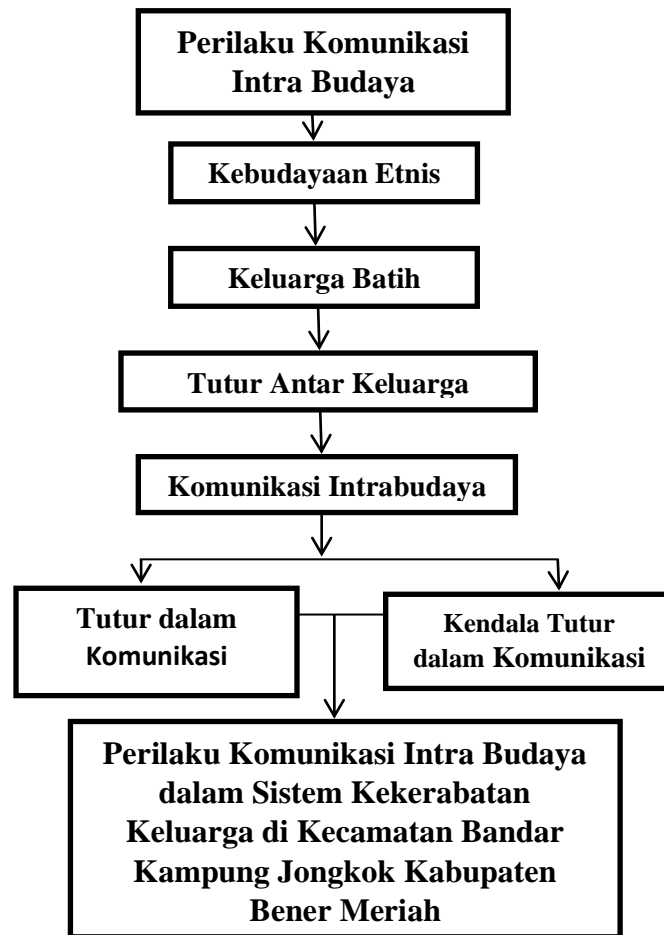 Perilaku Komunikasi
Intra Budaya
Kebudayaan Etnis
Keluarga Batih
Tutur Antar Keluarga
Komunikasi Intrabudaya
Tutur dalam
Komunikasi
Kendala Tutur
dalam Komunikasi
Perilaku Komunikasi Intra Budaya
dalam Sistem Kekerabatan
Keluarga di Kecamatan Bandar
Kampung Jongkok Kabupaten
Bener Meriah